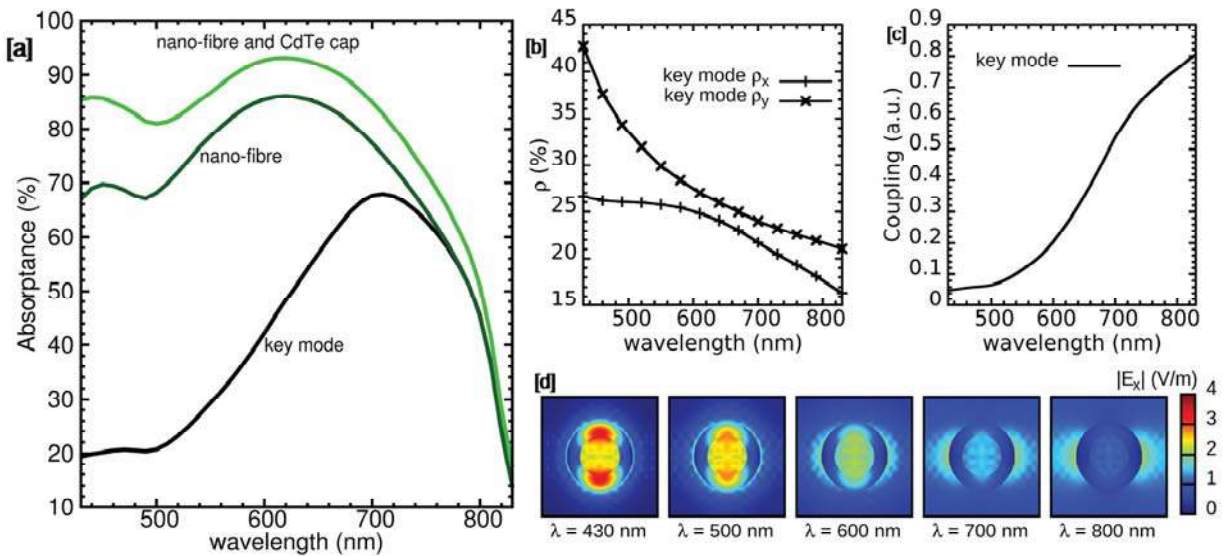 [a]
100
90
80
70
60
50
40
30
20
10
Absorptance (%)
nano-fibre and CdTe cap
nano-fibre
key mode
500
600
700
800
wavelength (nm)
[b]
45
40
35
30
25
20
15
ρ (%)
key mode ρx
key mode ρy
500
600
700
800
wavelength (nm)
[c]
0.9
0.8
0.7
0.6
0.5
0.4
0.3
0.2
0.1
0
Coupling (a.u.)
key mode
500
600
700
800
wavelength (nm)
[d]
|Ex| (V/m)
4
3
2
1
0
λ = 430 nm
λ = 500 nm
λ = 600 nm
λ = 700 nm
λ = 800 nm